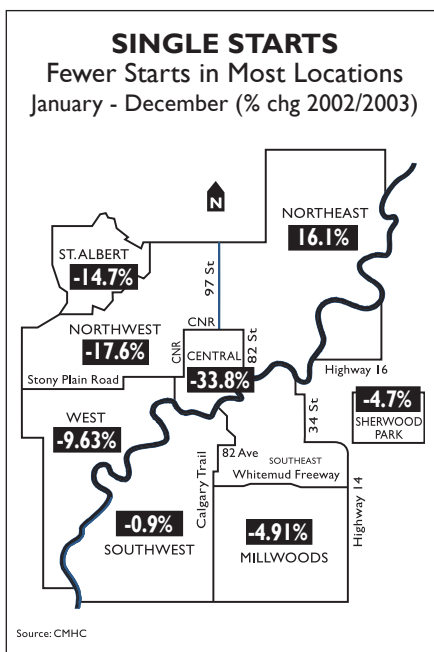 SINGLE STARTS
Fewer Starts in Most Locations
January - December (% chg 2002/2003)
N
NORTHEAST
16.1%
ST.ALBERT
-14.7%
97 St
NORTHWEST
-17.6%
CNR
CNR
CENTRAL
-33.8%
82 St
Stony Plain Road
Highway 16
-4.7%
SHERWOOD
PARK
WEST
-9.63%
34 St
82 Ave
SOUTHEAST
Whitemud Freeway
Calgary Trail
Highway 14
-0.9%
SOUTHWEST
-4.91%
MILLWOODS
Source: CMHC